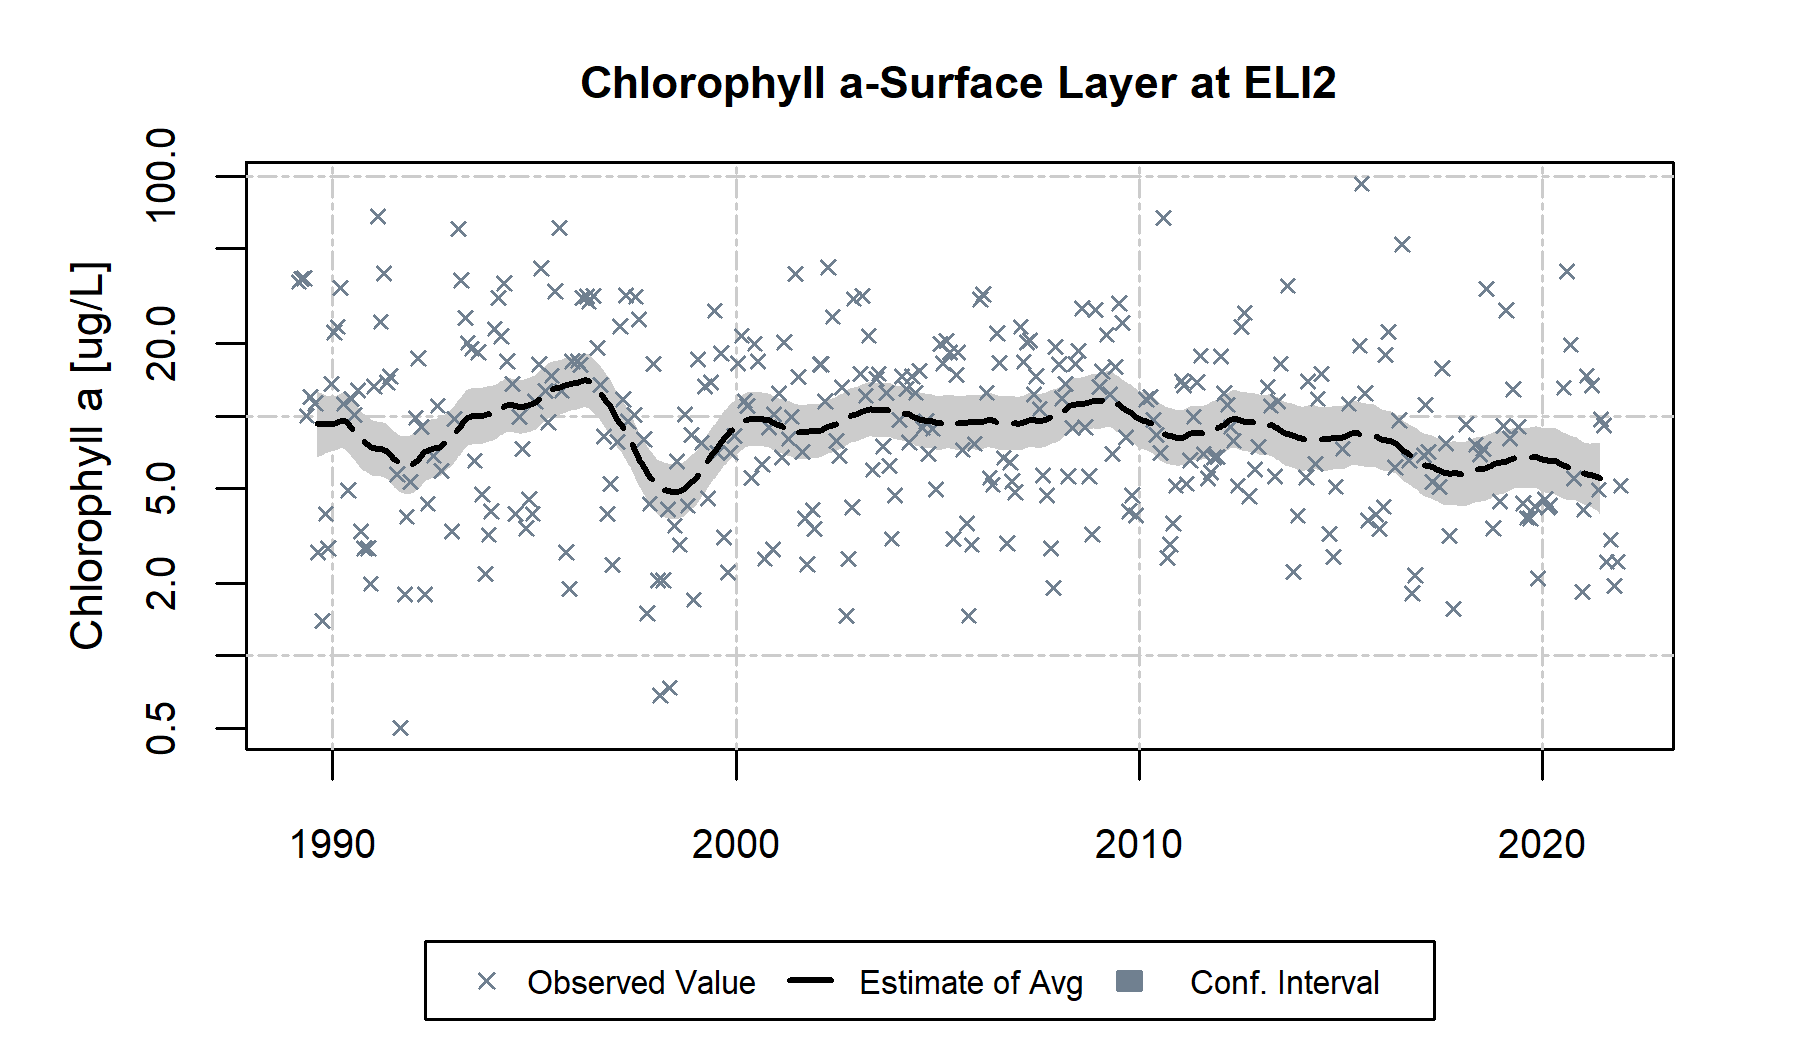 Chlorophyll a-Surface Layer at ELI2
Chlorophyll a [ug/L]
100.0
20.0
5.0
2.0
0.5
1990 2000 2010 2020
Observed Value Estimate of Avg Conf. Interval